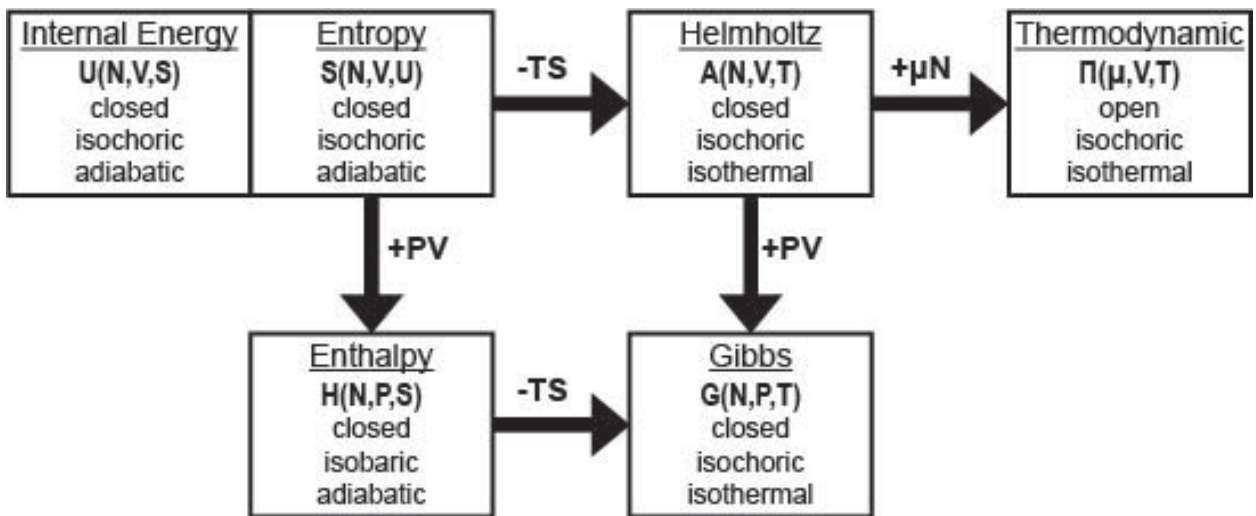 Internal Energy
U(N,V,S)
closed
isochoric
adiabatic
Entropy
S(N,V,U)
closed
isochoric
adiabatic
-TS
Helmholtz
A(N,V,T)
closed
isochoric
isothermal
+μN
Thermodynamic
Π(μ,V,T)
open
isochoric
isothermal
+PV
+PV
Enthalpy
H(N,P,S)
closed
isobaric
adiabatic
-TS
Gibbs
G(N,P,T)
closed
isochoric
isothermal